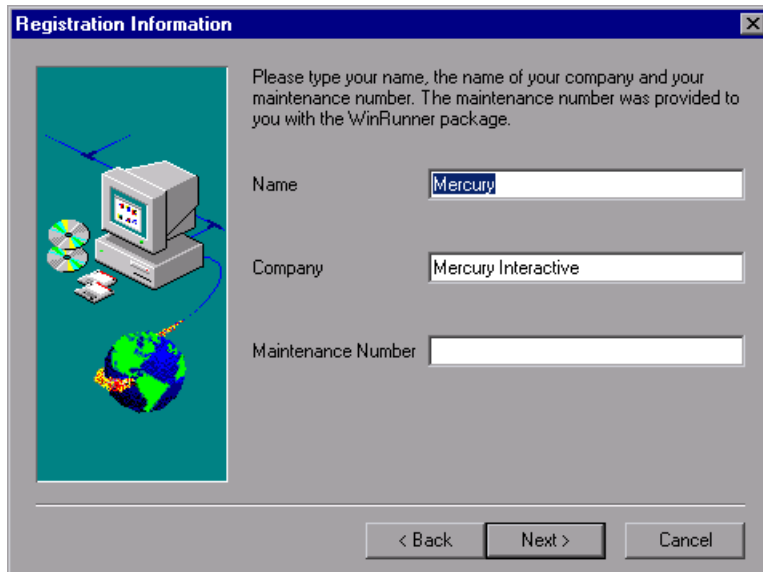 Registration Information
Please type your name, the name of your company and your
maintenance number. The maintenance number was provided to
you with the WinRunner package.
Name
Mercury
Company
Mercury Interactive
Maintenance Number
< Back
Next >
Cancel